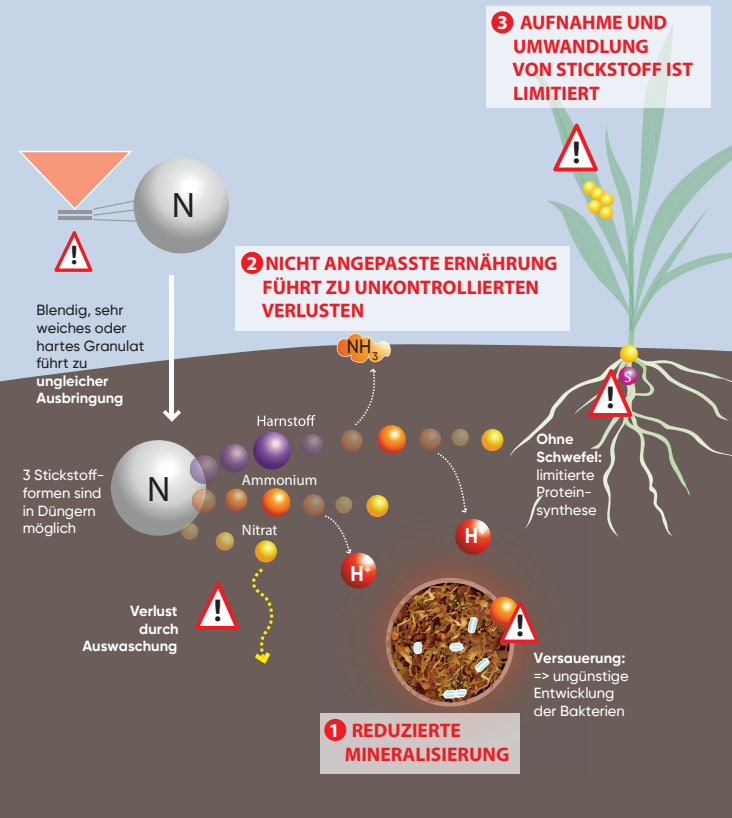 3 AUFNAHME UND
UMWANDLUNG
VON STICKSTOFF IST
LIMITIERT
N
2 NICHT ANGEPASSTE ERNÄHRUNG
FÜHRT ZU UNKONTROLLIERTEN
VERLUSTEN
!
!
Blendig, sehr
weiches oder
hartes Granulat
führt zu
ungleicher
Ausbringung
NH3
S
!
Harnstoff
Ohne
Schwefel:
limitierte
Protein-
synthese
3 Stickstoff-
formen sind
in Düngern
möglich
N
Ammonium
Nitrat
H
H+
!
Verlust
durch
Auswaschung
!
Versauerung:
=> ungünstige
Entwicklung
der Bakterien
1 REDUZIERTE
MINERALISIERUNG